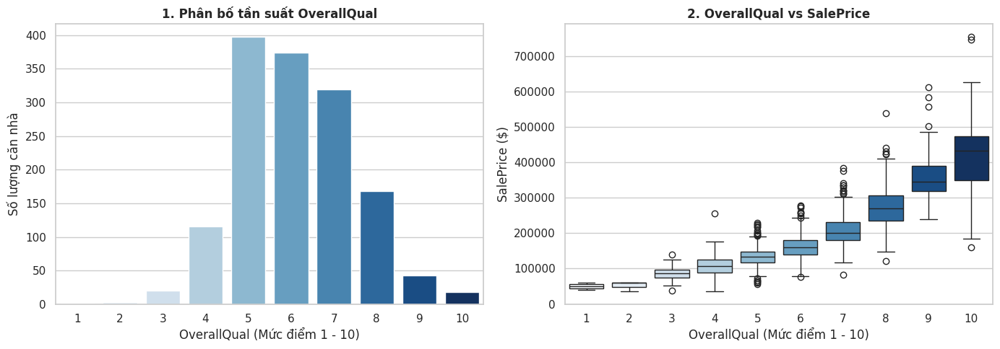 1. Phân bố tần suất OverallQual
Số lượng căn nhà
400
350
300
250
200
150
100
50
0
1 2 3 4 5 6 7 8 9 10
OverallQual (Mức điểm 1 - 10)
2. OverallQual vs SalePrice
SalePrice ($)
700000
600000
500000
400000
300000
200000
100000
0
1 2 3 4 5 6 7 8 9 10
OverallQual (Mức điểm 1 - 10)